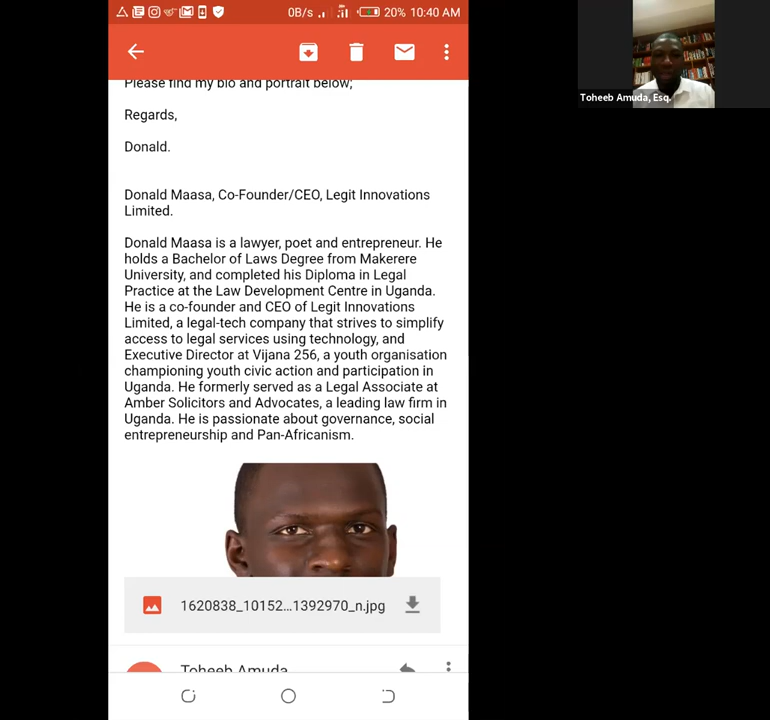 0B/s 20% 10:40 AM
Please find my bio and portrait below;
Regards,
Donald.
Donald Maasa, Co-Founder/CEO, Legit Innovations
Limited.
Donald Maasa is a lawyer, poet and entrepreneur. He
holds a Bachelor of Laws Degree from Makerere
University, and completed his Diploma in Legal
Practice at the Law Development Centre in Uganda.
He is a co-founder and CEO of Legit Innovations
Limited, a legal-tech company that strives to simplify
access to legal services using technology, and
Executive Director at Vijana 256, a youth organisation
championing youth civic action and participation in
Uganda. He formerly served as a Legal Associate at
Amber Solicitors and Advocates, a leading law firm in
Uganda. He is passionate about governance, social
entrepreneurship and Pan-Africanism.
1620838_10152...1392970_n.jpg
Toheeb Amuda
Toheeb Amuda, Esq.